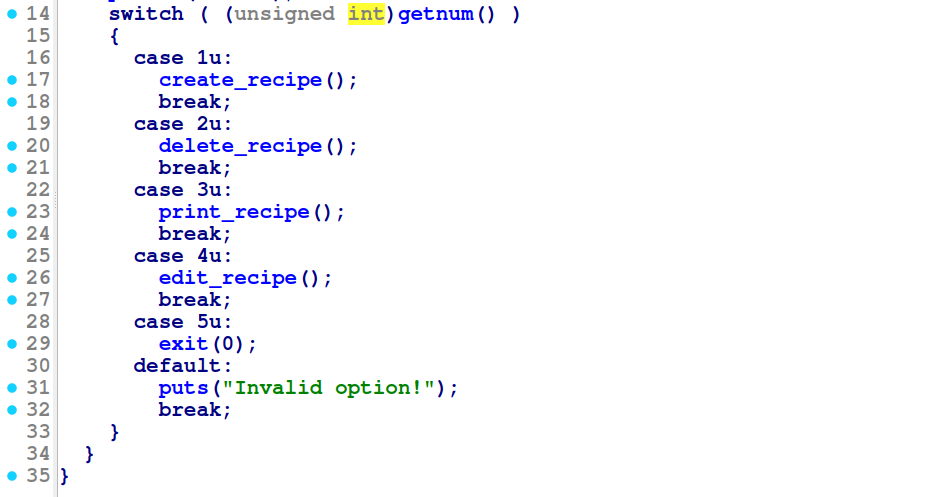 14 switch ( (unsigned int)getnum() )
15 {
16 case 1u:
17 create_recipe();
18 break;
19 case 2u:
20 delete_recipe();
21 break;
22 case 3u:
23 print_recipe();
24 break;
25 case 4u:
26 edit_recipe();
27 break;
28 case 5u:
29 exit(0);
30 default:
31 puts("Invalid option!");
32 break;
33 }
34 }
35 }